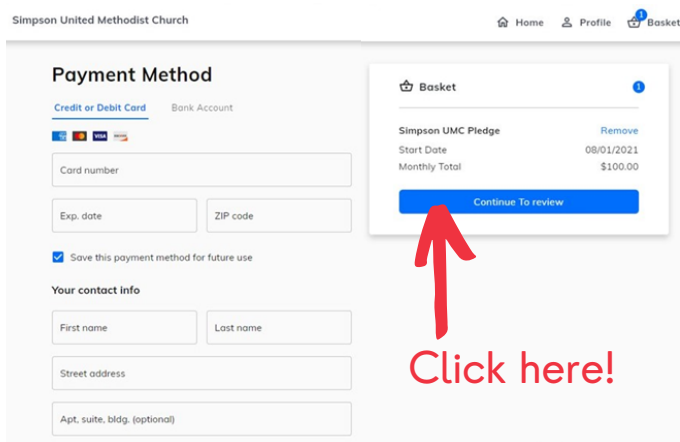 Simpson United Methodist Church
Home Profile 1 Basket
Payment Method
Credit or Debit Card Bank Account
VISA
Card number
Exp. date ZIP code
Save this payment method for future use
Your contact info
First name Last name
Street address
Apt, suite, bldg. (optional)
Basket 1
Simpson UMC Pledge Remove
Start Date 08/01/2021
Monthly Total $100.00
Continue To review
Click here!